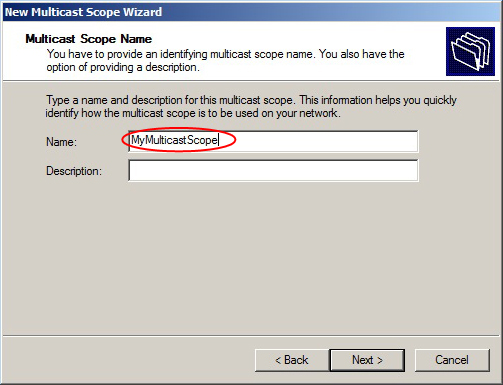 New Multicast Scope Wizard
Multicast Scope Name
You have to provide an identifying multicast scope name. You also have the
option of providing a description.
Type a name and description for this multicast scope. This information helps you quickly
identify how the multicast scope is to be used on your network.
Name:
MyMulticastScope
Description:
< Back
Next >
Cancel